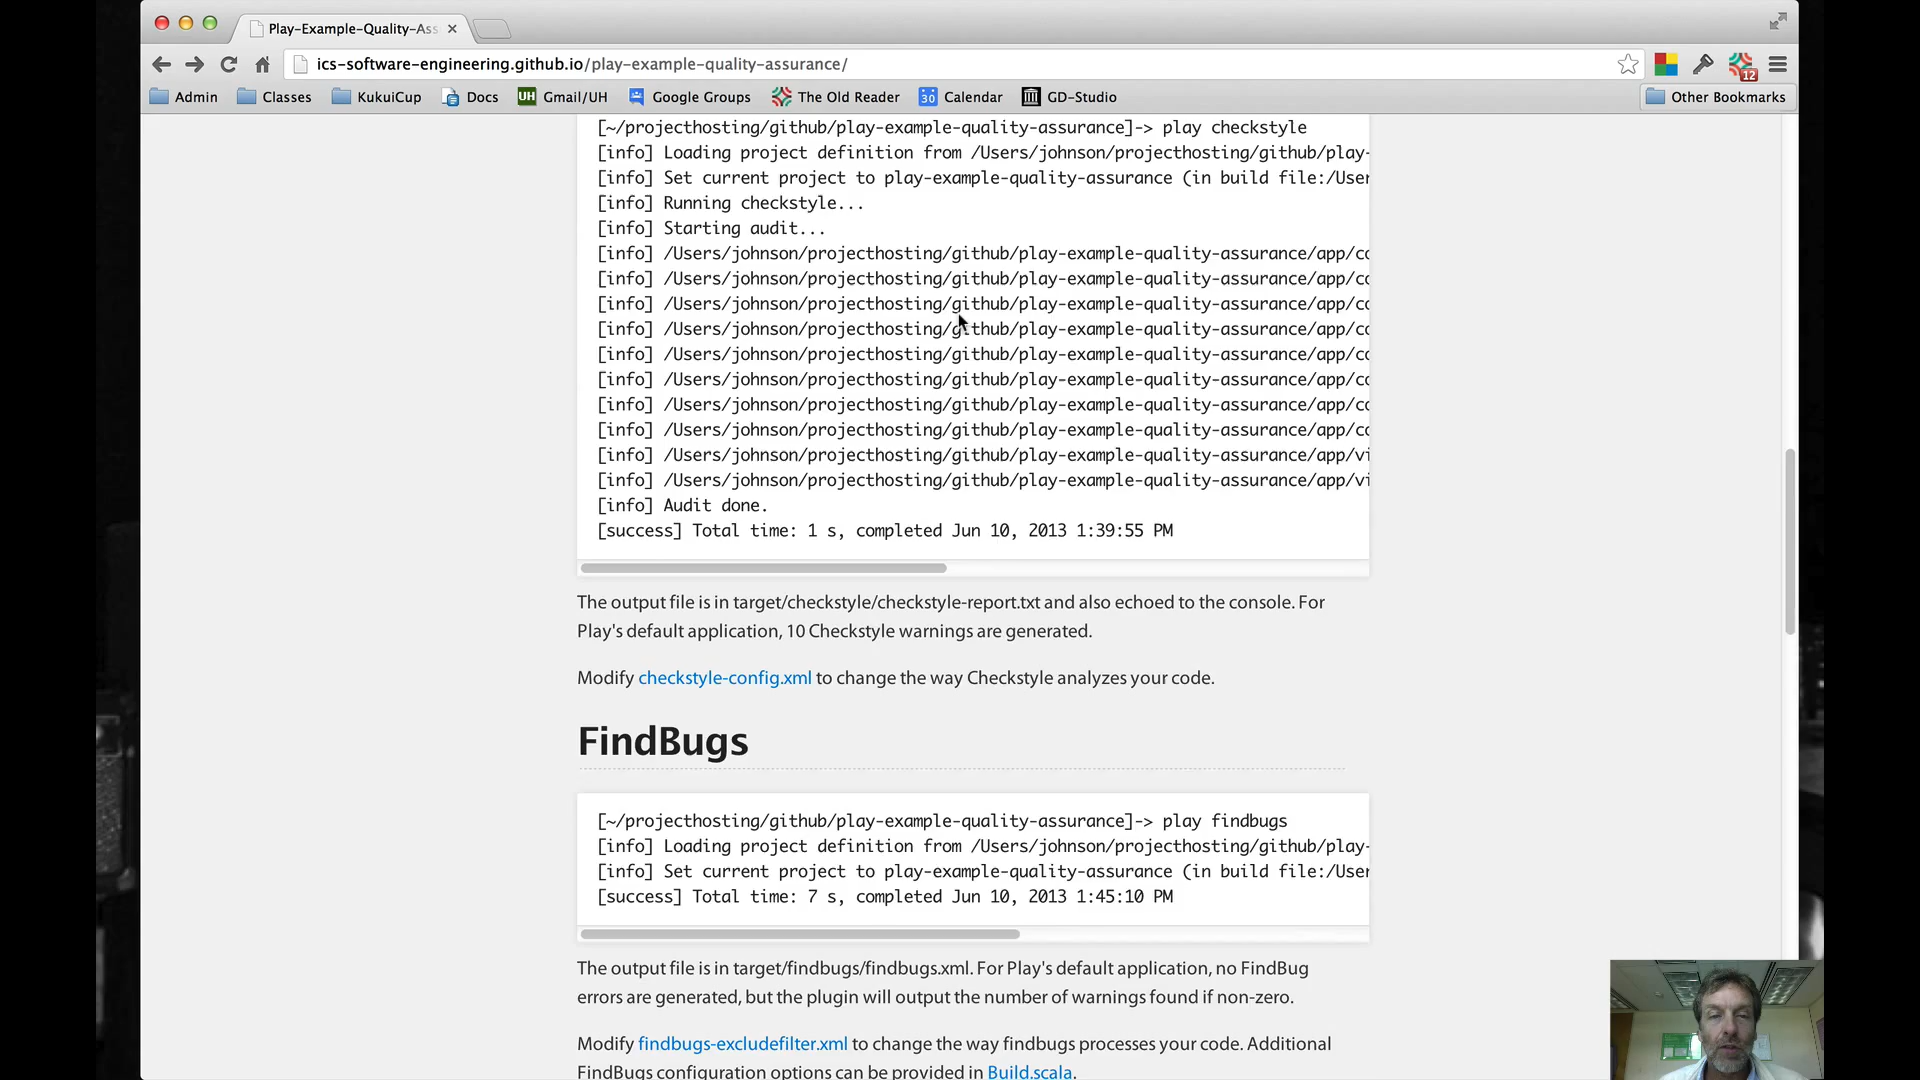 Play-Example-Quality-Ass
ics-software-engineering.github.io/play-example-quality-assurance/
12
Admin
Classes
KukuiCup
Docs
UH Gmail/UH
Google Groups
The Old Reader
30 Calendar
GD-Studio
Other Bookmarks
[~/projecthosting/github/play-example-quality-assurance]-> play checkstyle
[info] Loading project definition from /Users/johnson/projecthosting/github/play-
[info] Set current project to play-example-quality-assurance (in build file:/User
[info] Running checkstyle...
[info] Starting audit...
[info] /Users/johnson/projecthosting/github/play-example-quality-assurance/app/co
[info] /Users/johnson/projecthosting/github/play-example-quality-assurance/app/co
[info] /Users/johnson/projecthosting/github/play-example-quality-assurance/app/co
[info] /Users/johnson/projecthosting/github/play-example-quality-assurance/app/co
[info] /Users/johnson/projecthosting/github/play-example-quality-assurance/app/co
[info] /Users/johnson/projecthosting/github/play-example-quality-assurance/app/co
[info] /Users/johnson/projecthosting/github/play-example-quality-assurance/app/co
[info] /Users/johnson/projecthosting/github/play-example-quality-assurance/app/co
[info] /Users/johnson/projecthosting/github/play-example-quality-assurance/app/vi
[info] /Users/johnson/projecthosting/github/play-example-quality-assurance/app/vi
[info] Audit done.
[success] Total time: 1 s, completed Jun 10, 2013 1:39:55 PM
The output file is in target/checkstyle/checkstyle-report.txt and also echoed to the console. For
Play's default application, 10 Checkstyle warnings are generated.
Modify checkstyle-config.xml to change the way Checkstyle analyzes your code.
FindBugs
[~/projecthosting/github/play-example-quality-assurance]-> play findbugs
[info] Loading project definition from /Users/johnson/projecthosting/github/play-
[info] Set current project to play-example-quality-assurance (in build file:/User
[success] Total time: 7 s, completed Jun 10, 2013 1:45:10 PM
The output file is in target/findbugs/findbugs.xml. For Play's default application, no FindBug
errors are generated, but the plugin will output the number of warnings found if non-zero.
Modify findbugs-excludefilter.xml to change the way findbugs processes your code. Additional
FindBugs configuration options can be provided in Build.scala.